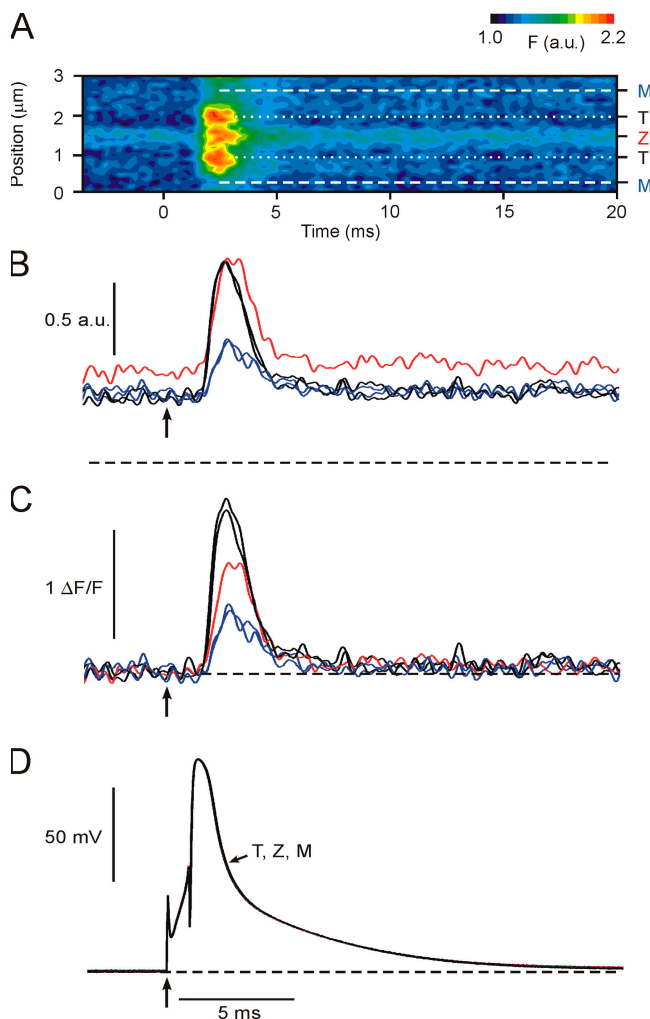 A
1.0 F (a.u.) 2.2
Position (μm)
3
2
1
0
M
T
Z
T
M
0 5 10 15 20
Time (ms)
B
0.5 a.u.
C
1 ΔF/F
D
50 mV
T, Z, M
5 ms